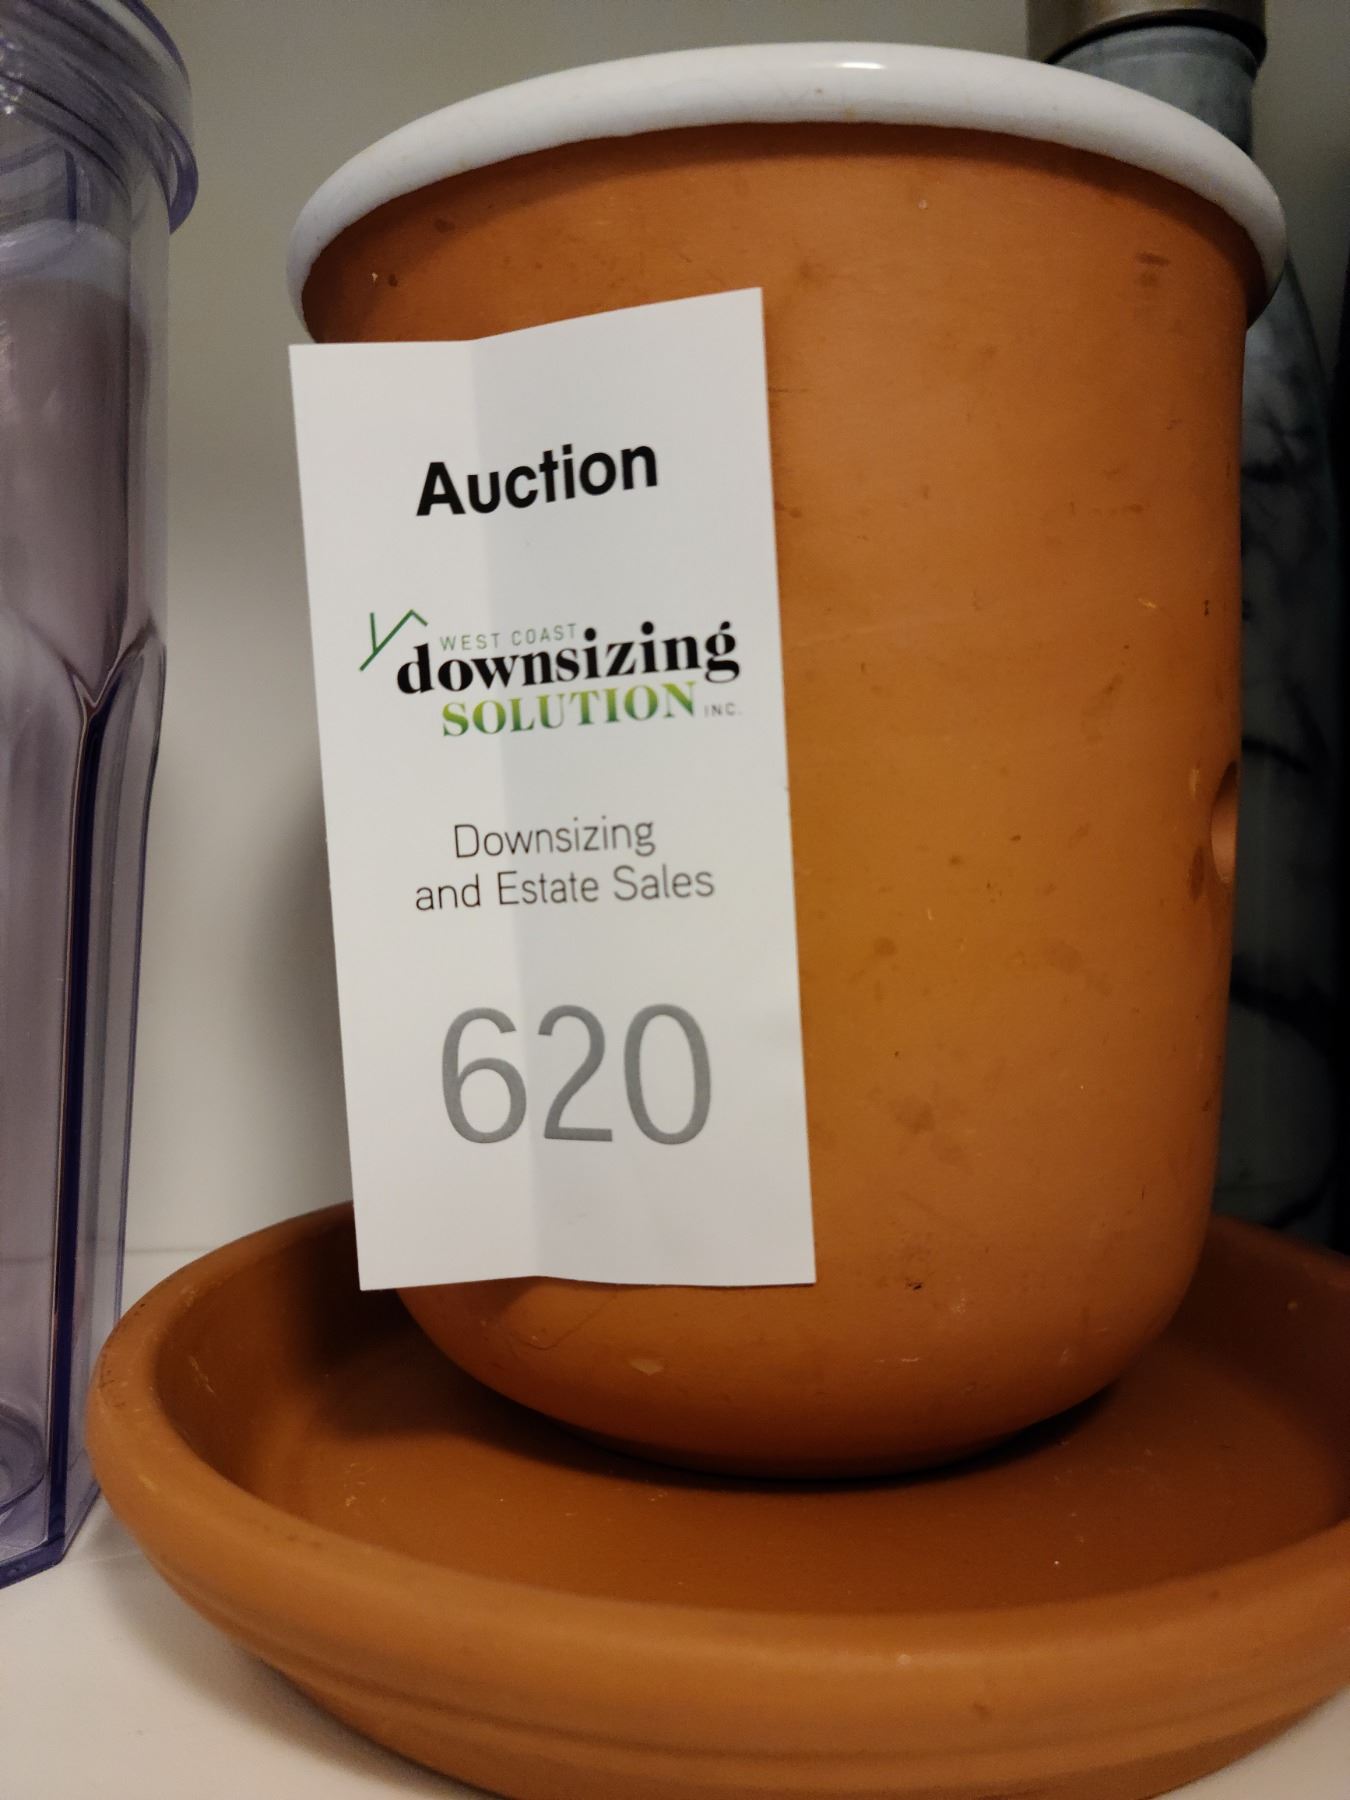 Auction
WEST COAST
downsizing
SOLUTION INC.
Downsizing
and Estate Sales
620